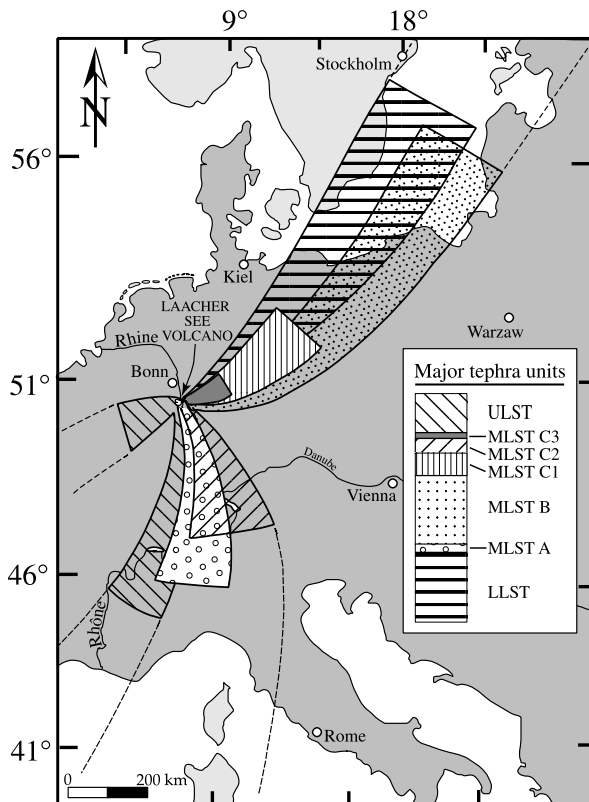 9°
18°
Stockholm
N
56°
Kiel
LAACHER
SEE
VOLCANO
Rhine
Warzaw
51°
Bonn
Major tephra units
ULST
MLST C3
MLST C2
MLST C1
Danube
Vienna
MLST B
MLST A
46°
LLST
Rhône
Rome
41°
0
200 km